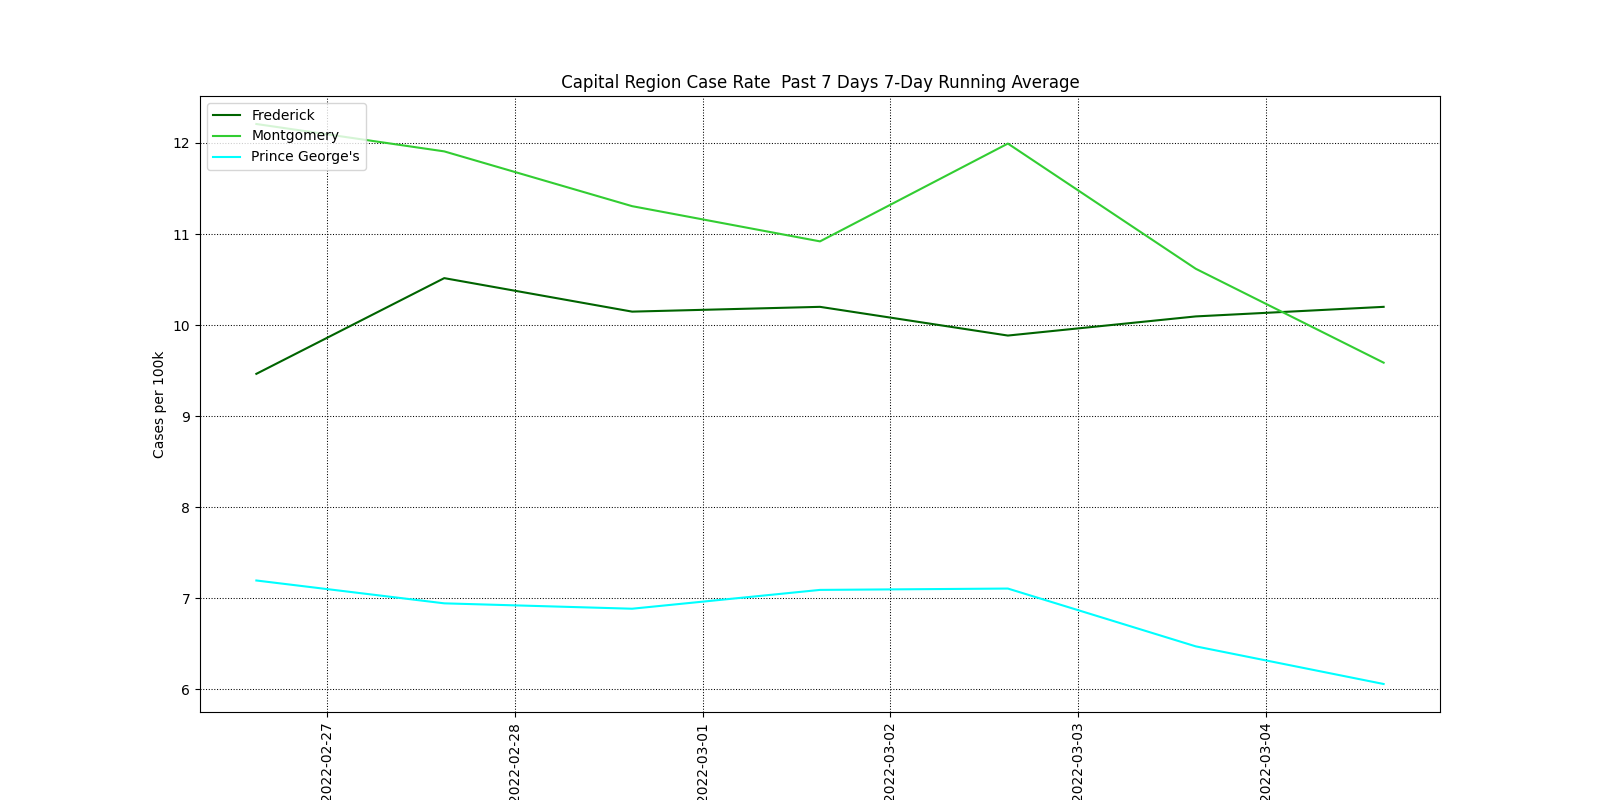 Capital Region Case Rate  Past 7 Days 7-Day Running Average
Frederick
Montgomery
Prince George's
12
11
10
9
8
7
6
Cases per 100k
2022-02-27
2022-02-28
2022-03-01
2022-03-02
2022-03-03
2022-03-04